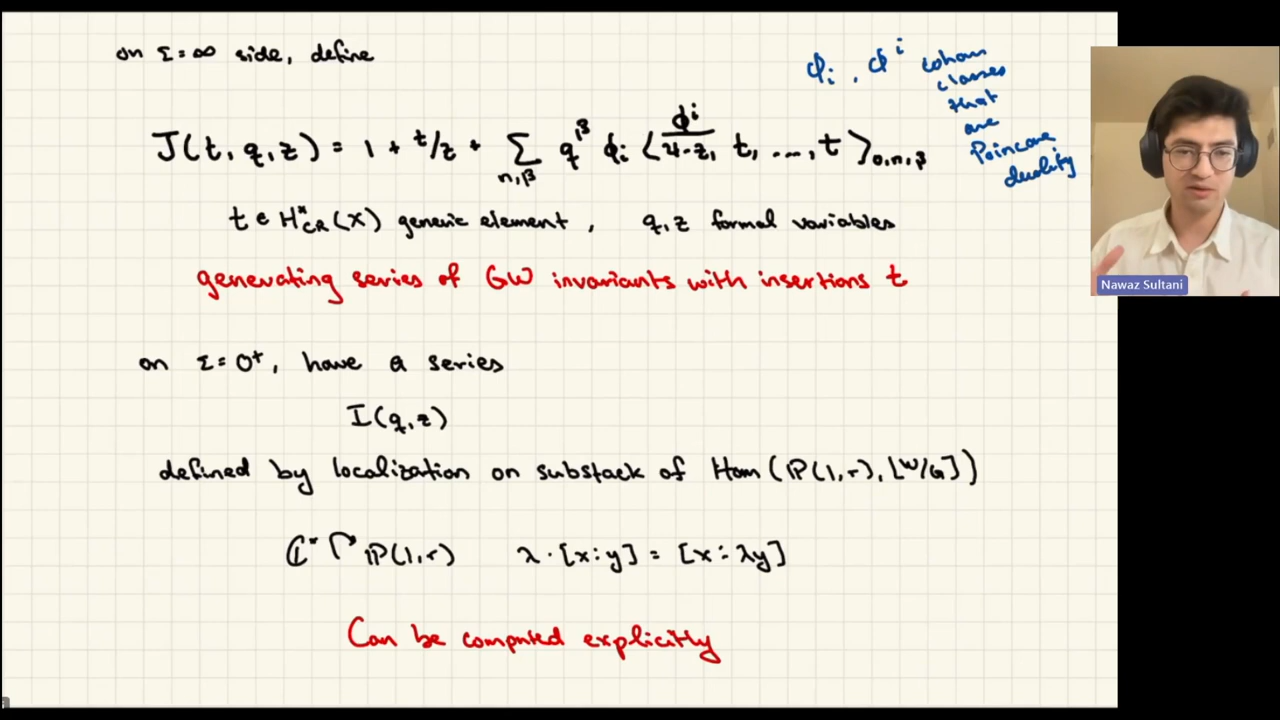 on Σ=∞ side, define
J(t, q, z) = 1 + t/z + Σ_{n,β} q^β ϕ_i ⟨ ϕ^i/(ψ-z), t, ..., t ⟩_{0,n,β}
ϕ_i , ϕ^i cohom
classes
that
are
Poincare
duality
t ∈ H*_{CR}(X) generic element , q, z formal variables
generating series of GW invariants with insertions t
Nawaz Sultani
on Σ=0⁺, have a series
I(q, z)
defined by localization on substack of Hom(ℙ(1,r), [W/G])
ℂ* ↷ ℙ(1,r) λ·[x:y] = [x:λy]
Can be computed explicitly